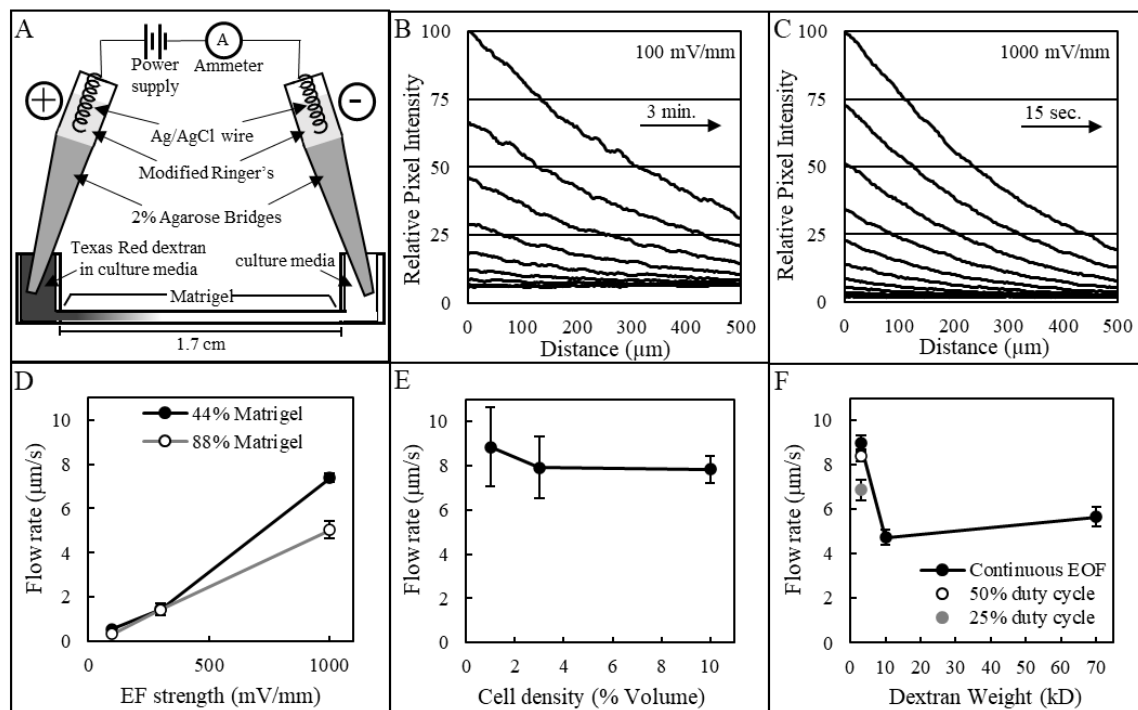 A
A
Power
supply
Ammeter
+
-
Ag/AgCl wire
Modified Ringer's
2% Agarose Bridges
Texas Red dextran
in culture media
culture media
Matrigel
1.7 cm
B
100 mV/mm
3 min.
Relative Pixel Intensity
100
75
50
25
0
0 100 200 300 400 500
Distance (µm)
C
1000 mV/mm
15 sec.
Relative Pixel Intensity
100
75
50
25
0
0 100 200 300 400 500
Distance (µm)
D
44% Matrigel
88% Matrigel
Flow rate (µm/s)
10
8
6
4
2
0
0 500 1000
EF strength (mV/mm)
E
Flow rate (µm/s)
10
8
6
4
2
0
0 2 4 6 8 10
Cell density (% Volume)
F
Flow rate (µm/s)
10
8
6
4
2
0
Continuous EOF
50% duty cycle
25% duty cycle
0 10 20 30 40 50 60 70
Dextran Weight (kD)